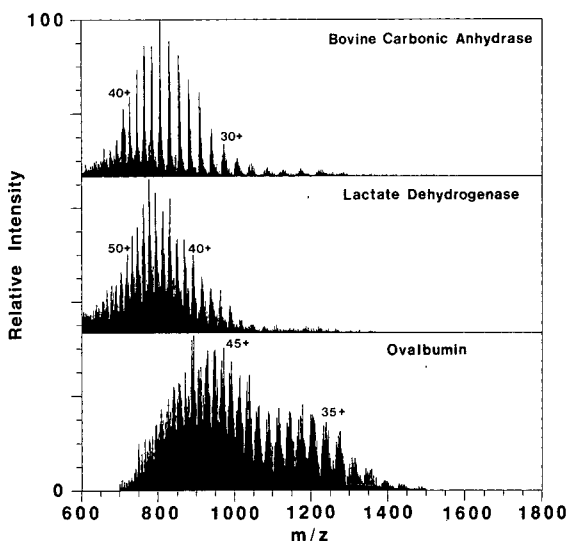 100
Bovine Carbonic Anhydrase
40+
30+
Lactate Dehydrogenase
50+
40+
Ovalbumin
45+
35+
0
Relative Intensity
600 800 1000 1200 1400 1600 1800
m/z